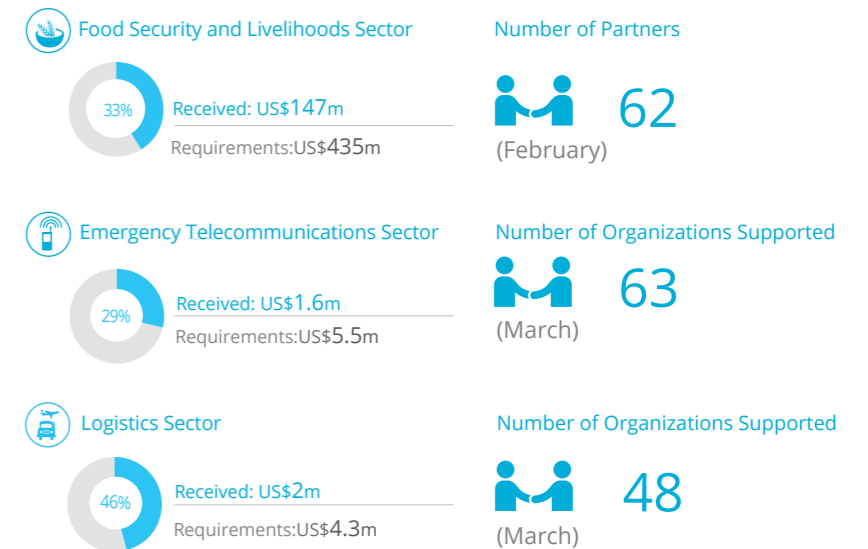 Food Security and Livelihoods Sector
Number of Partners
33%
Received: US$147m
Requirements:US$435m
62
(February)
Emergency Telecommunications Sector
Number of Organizations Supported
29%
Received: US$1.6m
Requirements:US$5.5m
63
(March)
Logistics Sector
Number of Organizations Supported
46%
Received: US$2m
Requirements:US$4.3m
48
(March)